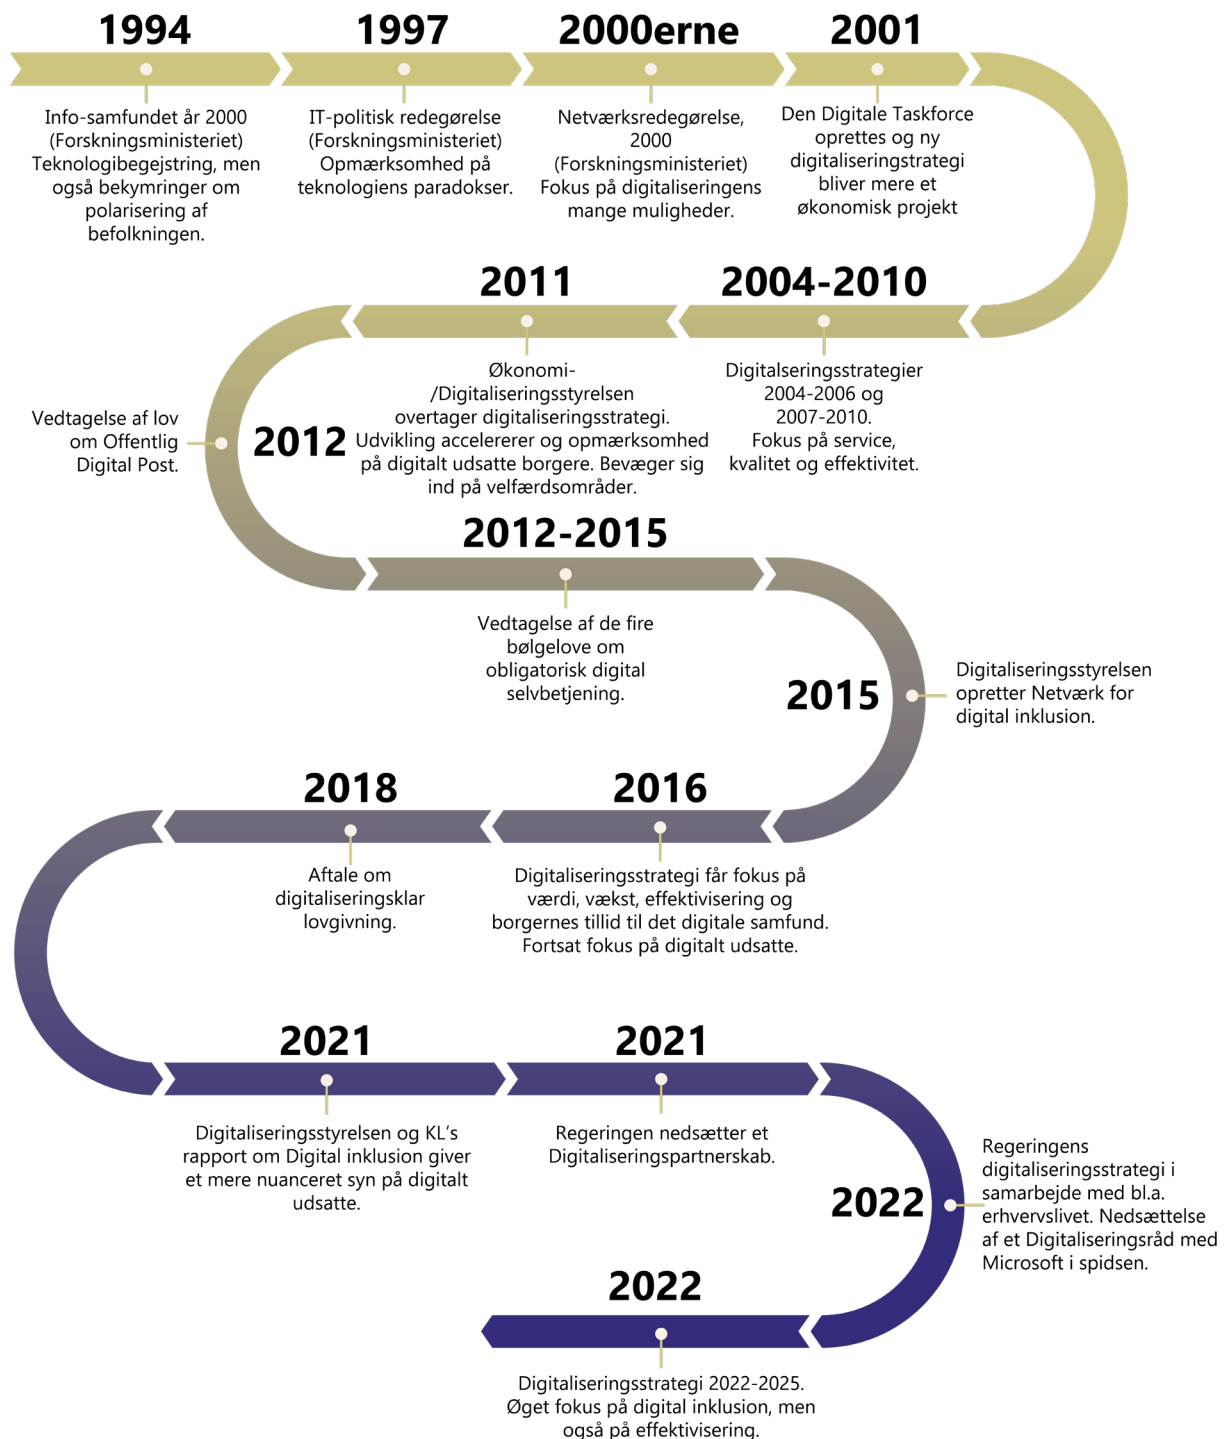 1994
Info-samfundet år 2000
(Forskningsministeriet)
Teknologibegejstring, men
også bekymringer om
polarisering af
befolkningen.
1997
IT-politisk redegørelse
(Forskningsministeriet)
Opmærksomhed på
teknologiens paradokser.
2000erne
Netværksredegørelse,
2000
(Forskningsministeriet)
Fokus på digitaliseringens
mange muligheder.
2001
Den Digitale Taskforce
oprettes og ny
digitaliseringstrategi
bliver mere et
økonomisk projekt
2004-2010
Digitalseringsstrategier
2004-2006 og
2007-2010.
Fokus på service,
kvalitet og effektivitet.
2011
Økonomi-
/Digitaliseringsstyrelsen
overtager digitaliseringsstrategi.
Udvikling accelererer og opmærksomhed
på digitalt udsatte borgere. Bevæger sig
ind på velfærdsområder.
2012
Vedtagelse af lov
om Offentlig
Digital Post.
2012-2015
Vedtagelse af de fire
bølgelove om
obligatorisk digital
selvbetjening.
2015
Digitaliseringsstyrelsen
opretter Netværk for
digital inklusion.
2016
Digitaliseringsstrategi får fokus på
værdi, vækst, effektivisering og
borgernes tillid til det digitale samfund.
Fortsat fokus på digitalt udsatte.
2018
Aftale om
digitaliseringsklar
lovgivning.
2021
Digitaliseringsstyrelsen og KL's
rapport om Digital inklusion giver
et mere nuanceret syn på digitalt
udsatte.
2021
Regeringen nedsætter et
Digitaliseringspartnerskab.
2022
Regeringens
digitaliseringsstrategi i
samarbejde med bl.a.
erhvervslivet. Nedsættelse
af et Digitaliseringsråd med
Microsoft i spidsen.
2022
Digitaliseringsstrategi 2022-2025.
Øget fokus på digital inklusion, men
også på effektivisering.